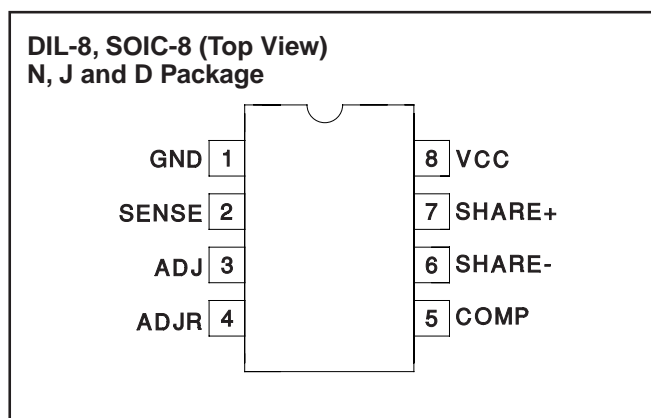 DIL-8, SOIC-8 (Top View)
N, J and D Package
GND 1 8 VCC
SENSE 2 7 SHARE+
ADJ 3 6 SHARE-
ADJR 4 5 COMP